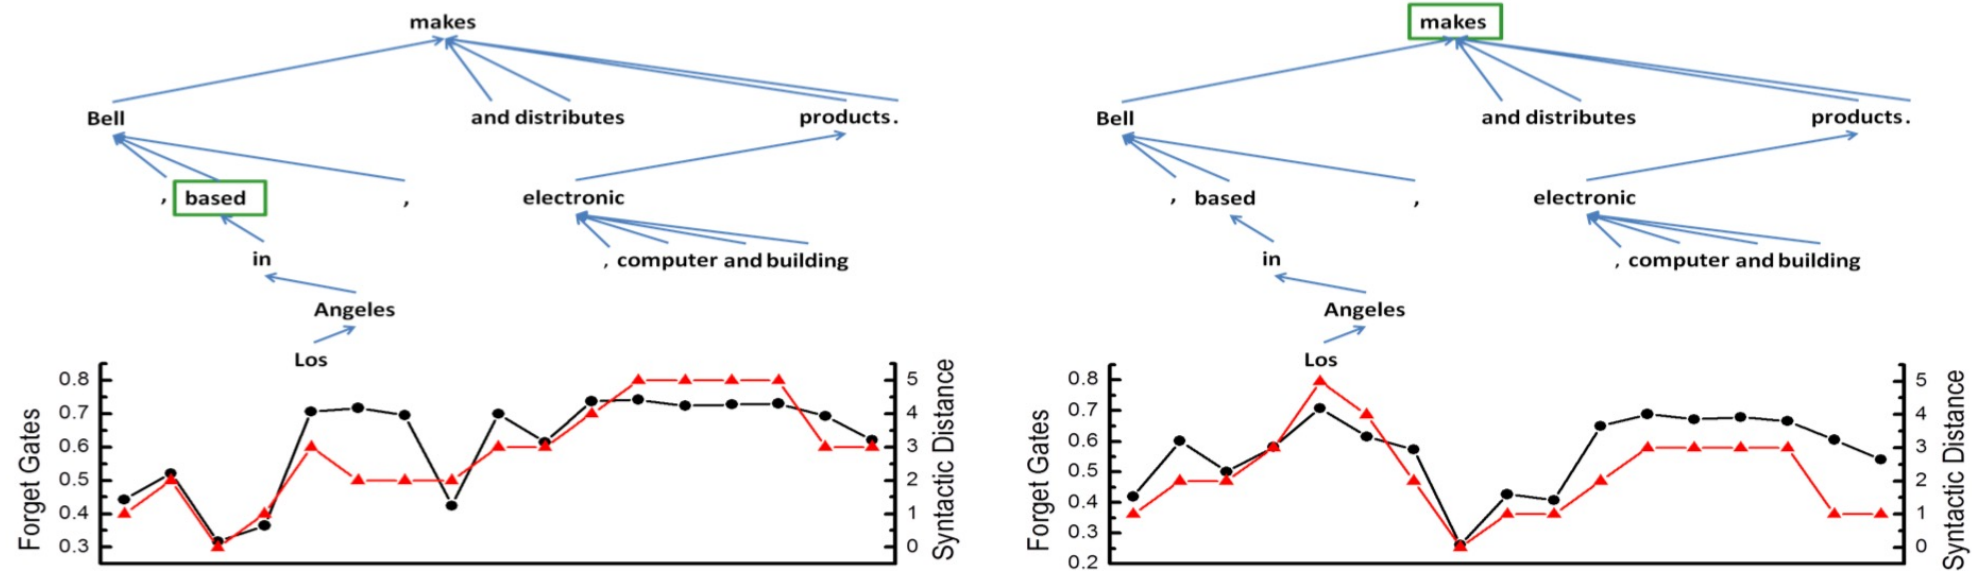 makes
Bell
and distributes
products.
, based
,
electronic
in
, computer and building
Angeles
Los
Forget Gates
0.8
0.7
0.6
0.5
0.4
0.3
5
4
3
2
1
0
Syntactic Distance
makes
Bell
and distributes
products.
, based
,
electronic
in
, computer and building
Angeles
Los
Forget Gates
0.8
0.7
0.6
0.5
0.4
0.3
0.2
5
4
3
2
1
0
Syntactic Distance